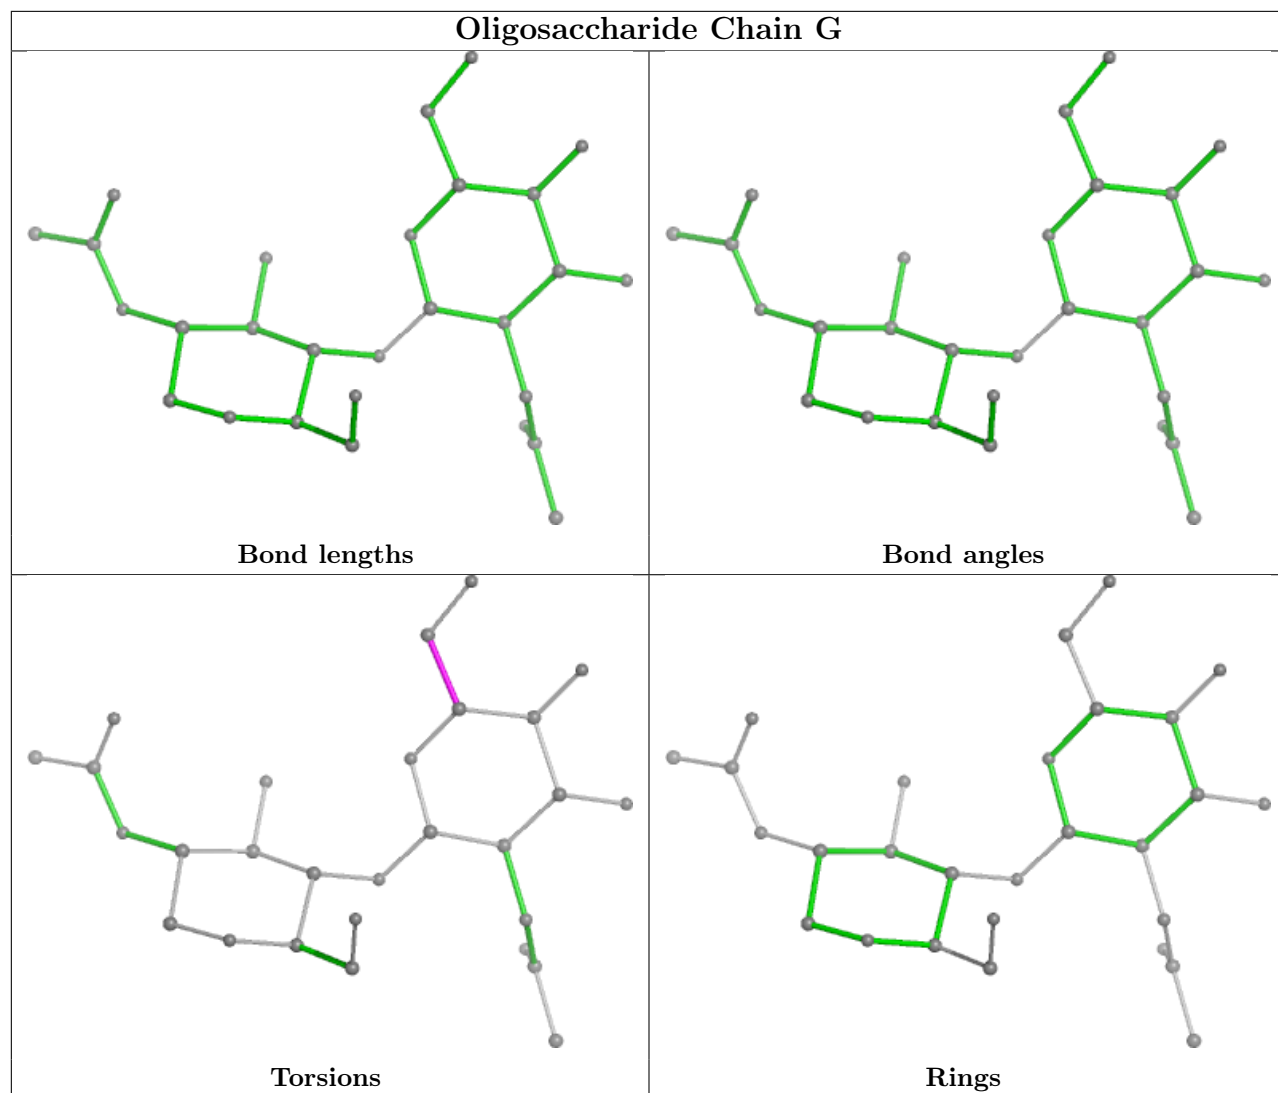 Oligosaccharide Chain G
Bond lengths
Bond angles
Torsions
Rings